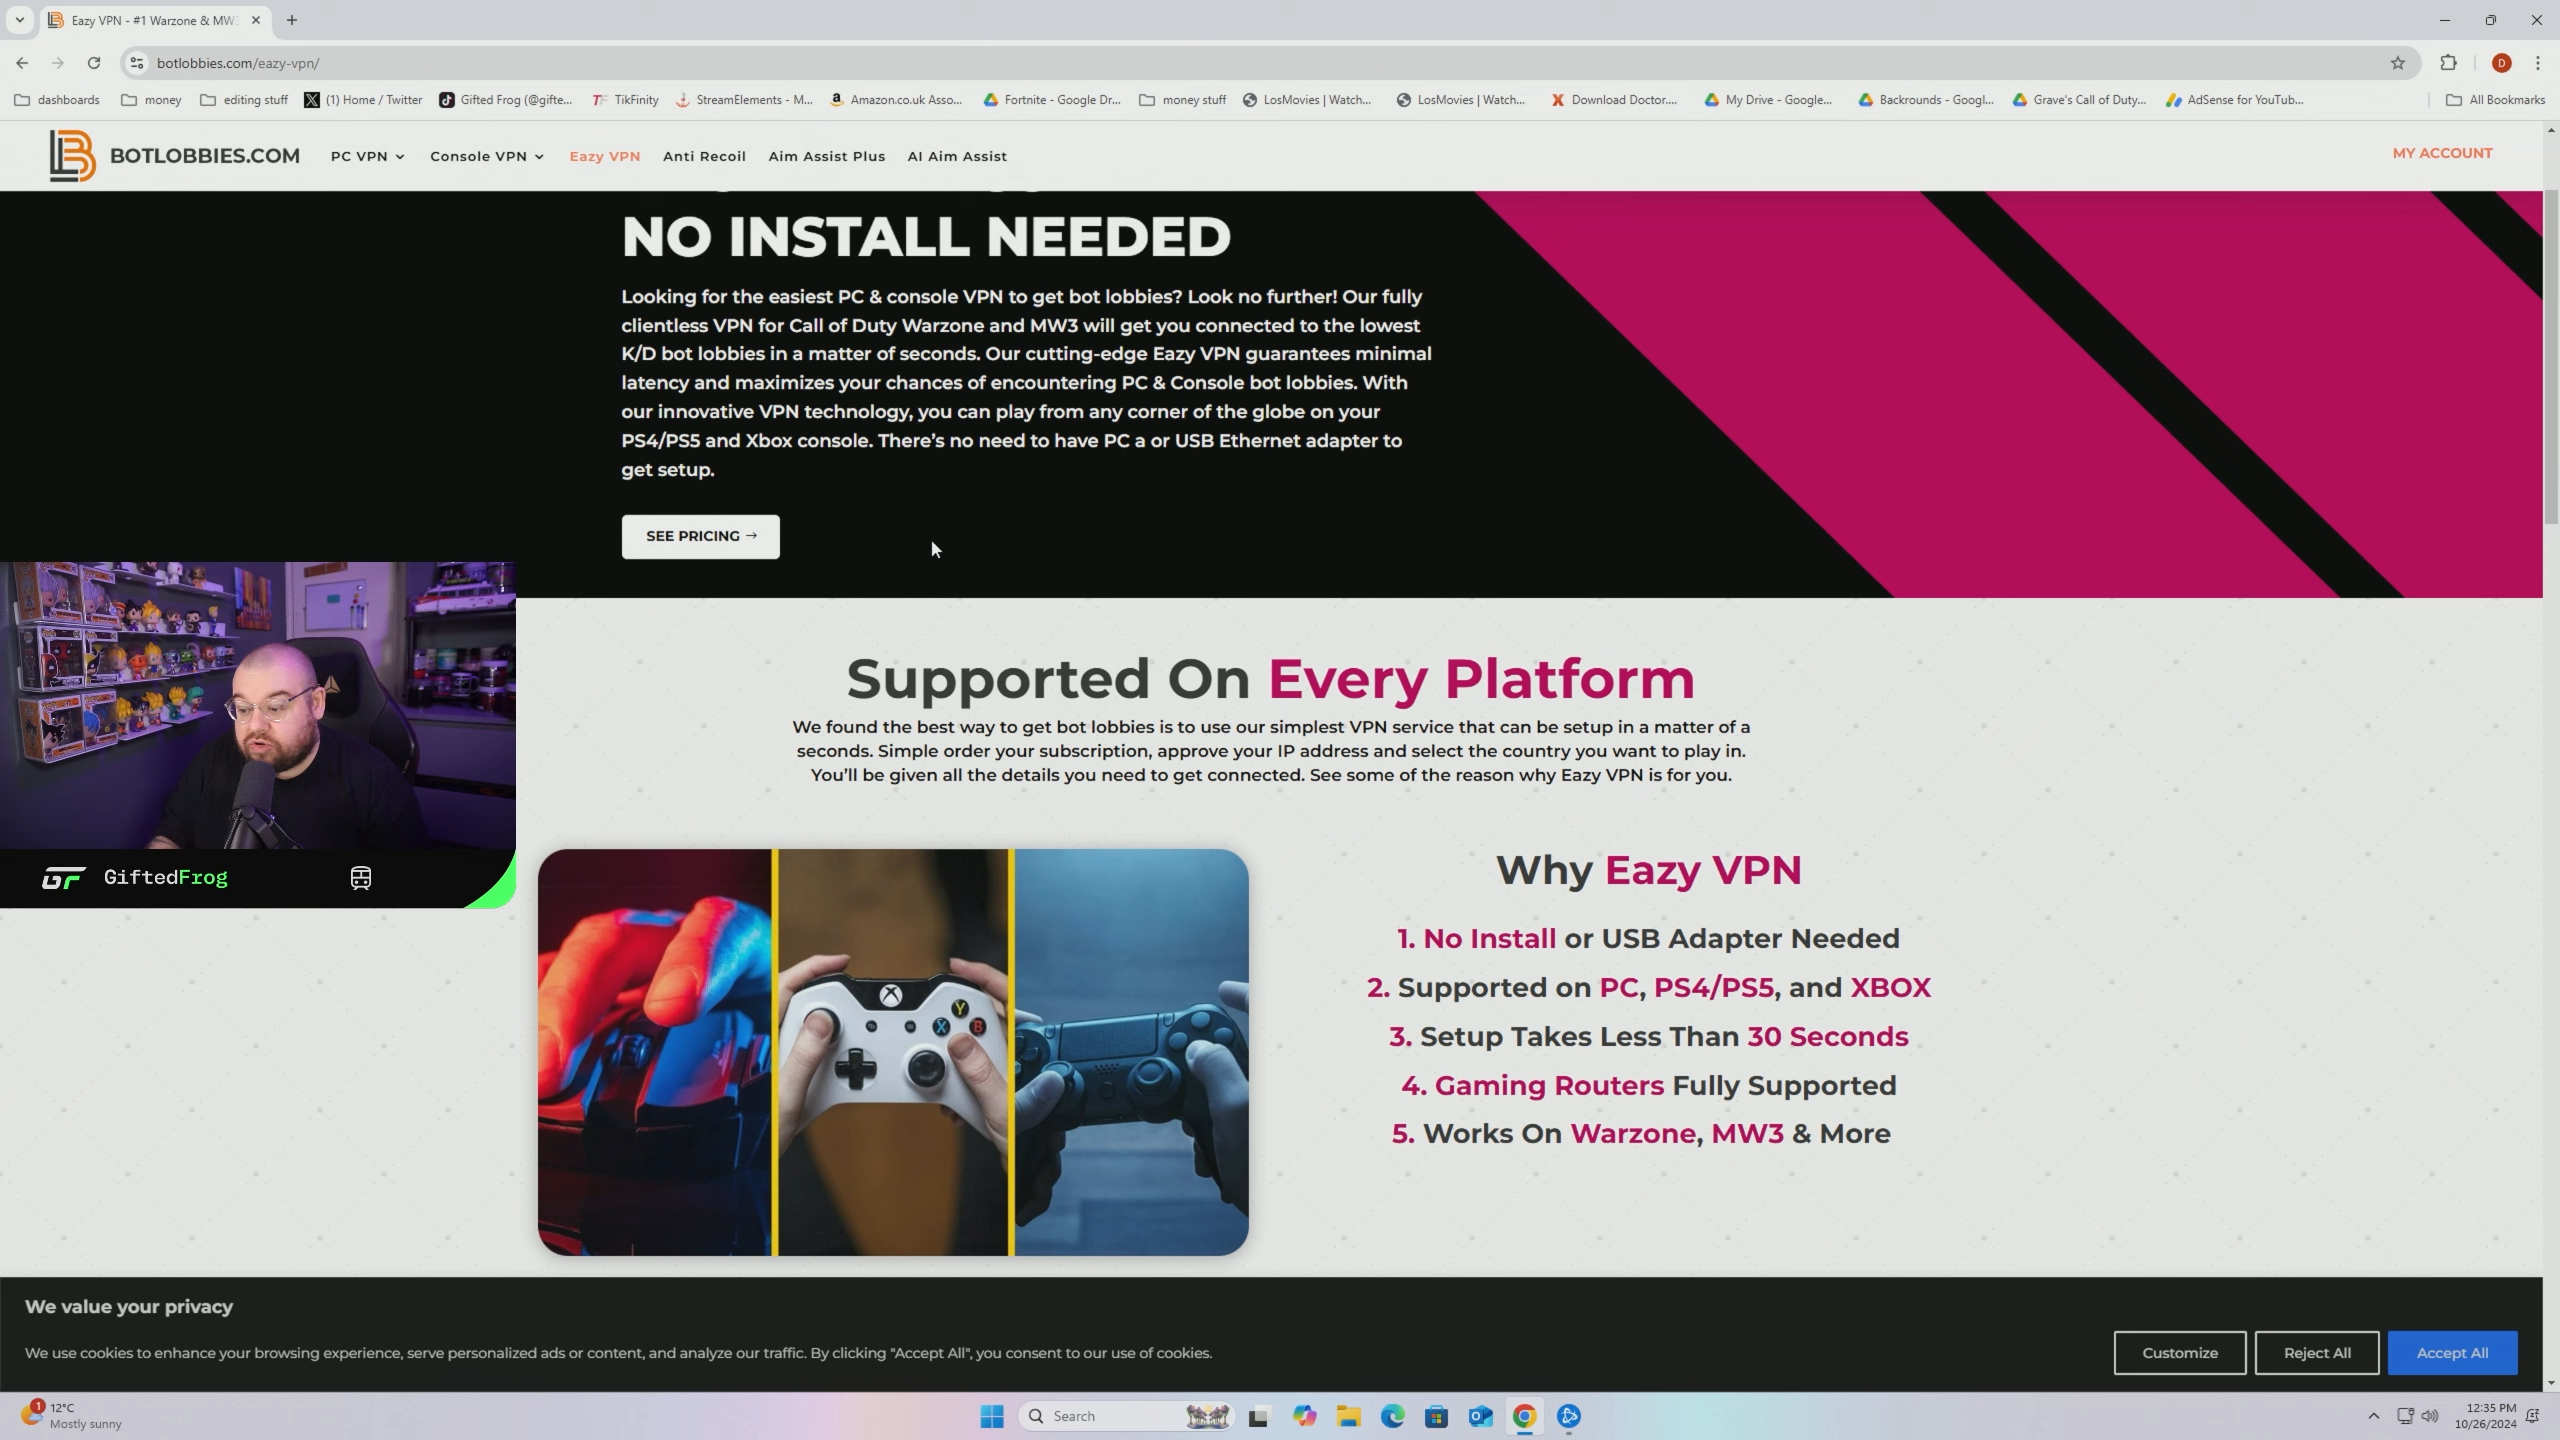 Eazy VPN - #1 Warzone & MW3
botlobbies.com/eazy-vpn/
D
dashboards
money
editing stuff
(1) Home / Twitter
Gifted Frog (@gifte...
TikFinity
StreamElements - M...
Amazon.co.uk Asso...
Fortnite - Google Dr...
money stuff
LosMovies | Watch...
LosMovies | Watch...
Download Doctor....
My Drive - Google...
Backrounds - Googl...
Grave's Call of Duty...
AdSense for YouTub...
All Bookmarks
BOTLOBBIES.COM
PC VPN
Console VPN
Eazy VPN
Anti Recoil
Aim Assist Plus
AI Aim Assist
MY ACCOUNT
NO INSTALL NEEDED
Looking for the easiest PC & console VPN to get bot lobbies? Look no further! Our fully
clientless VPN for Call of Duty Warzone and MW3 will get you connected to the lowest
K/D bot lobbies in a matter of seconds. Our cutting-edge Eazy VPN guarantees minimal
latency and maximizes your chances of encountering PC & Console bot lobbies. With
our innovative VPN technology, you can play from any corner of the globe on your
PS4/PS5 and Xbox console. There's no need to have PC a or USB Ethernet adapter to
get setup.
SEE PRICING →
GF GiftedFrog
Supported On Every Platform
We found the best way to get bot lobbies is to use our simplest VPN service that can be setup in a matter of a
seconds. Simple order your subscription, approve your IP address and select the country you want to play in.
You'll be given all the details you need to get connected. See some of the reason why Eazy VPN is for you.
Y
X
B
Why Eazy VPN
1. No Install or USB Adapter Needed
2. Supported on PC, PS4/PS5, and XBOX
3. Setup Takes Less Than 30 Seconds
4. Gaming Routers Fully Supported
5. Works On Warzone, MW3 & More
We value your privacy
We use cookies to enhance your browsing experience, serve personalized ads or content, and analyze our traffic. By clicking "Accept All", you consent to our use of cookies.
Customize
Reject All
Accept All
1
12°C
Mostly sunny
Search
12:35 PM
10/26/2024